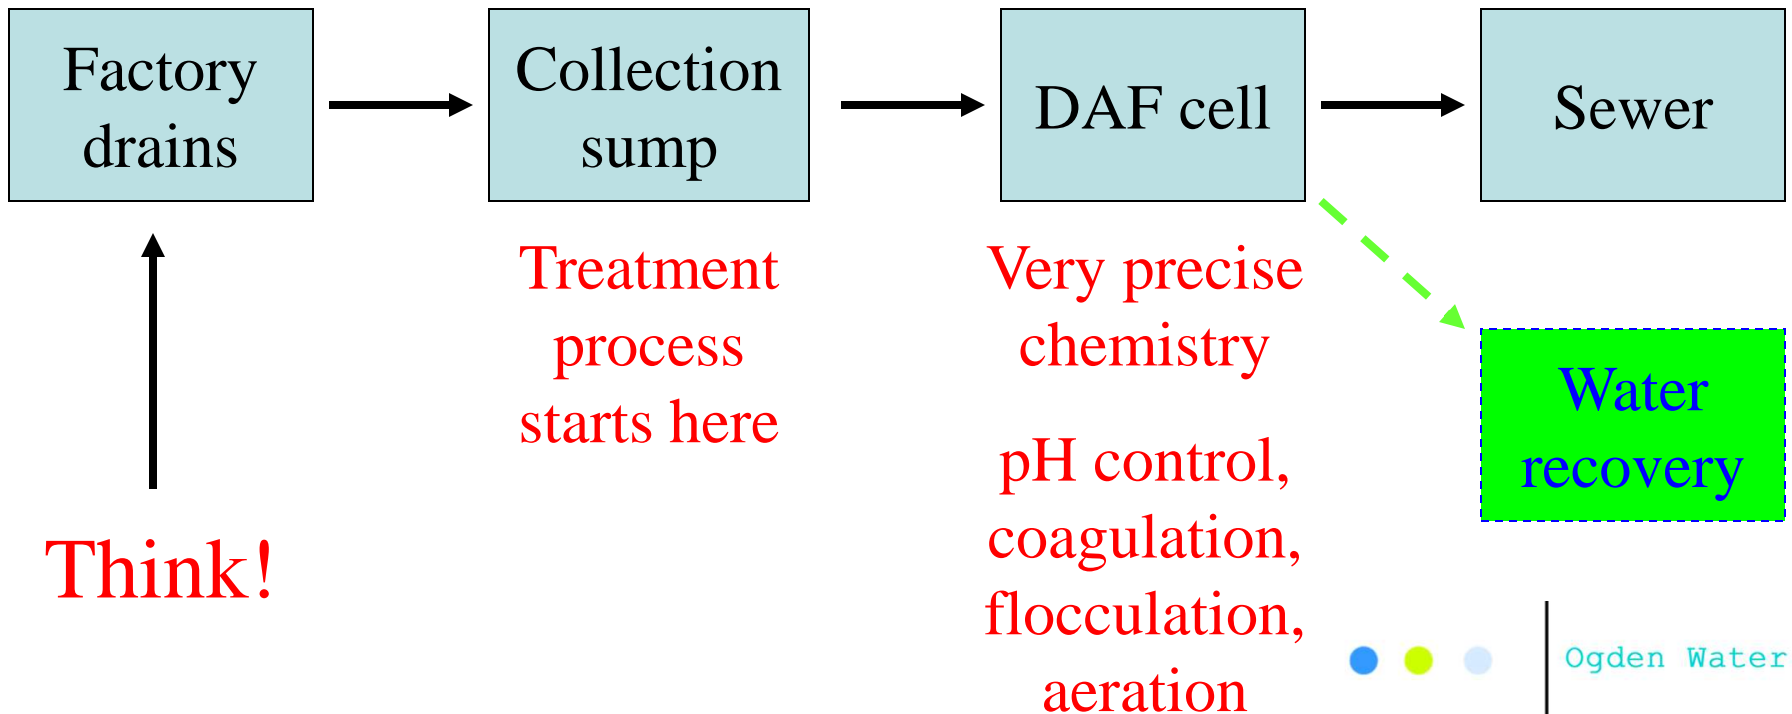 Factory
drains
Collection
sump
DAF cell
Sewer
Think!
Treatment
process
starts here
Very precise
chemistry
pH control,
coagulation,
flocculation,
aeration
Water
recovery
Ogden Water